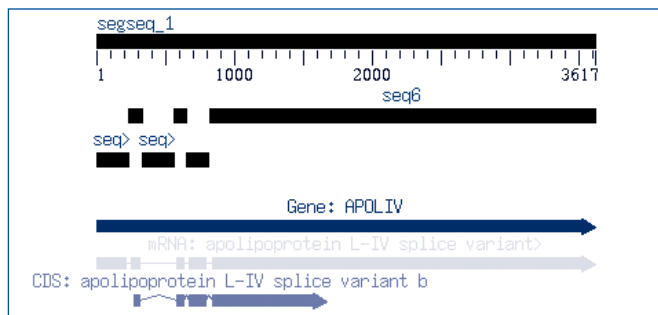 segseq_1
1 1000 2000 3617
seq6
seq> seq>
Gene: APOLIV
mRNA: apolipoprotein L-IV splice variant>
CDS: apolipoprotein L-IV splice variant b